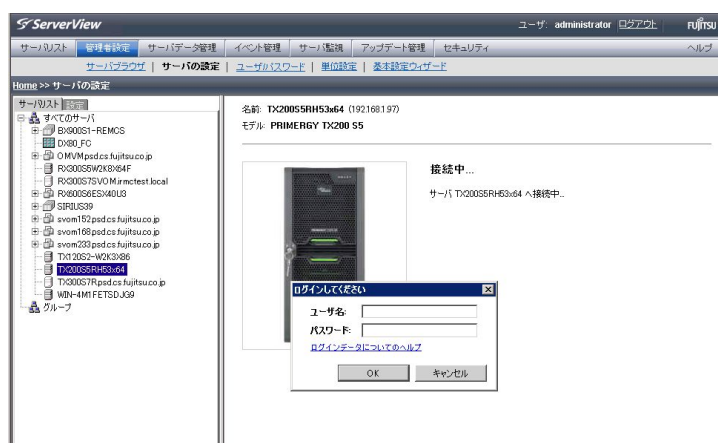 ServerView ユーザ: administrator ログアウト FUJITSU
サーバリスト 管理者設定 サーバデータ管理 イベント管理 サーバ監視 アップデート管理 セキュリティ ヘルプ
サーバブラウザ | サーバの設定 | ユーザ/パスワード | 単位設定 | 基本設定ウィザード
Home >> サーバの設定
サーバリスト 設定
すべてのサーバ
BX900S1-REMCS
DX80_FC
OMVMpsd.cs.fujitsu.co.jp
RX300S5W2K8X64F
RX300S7SVOM.irmctest.local
RX600S6ESX40U3
SIRIUS39
svom152.psd.cs.fujitsu.co.jp
svom168.psd.cs.fujitsu.co.jp
svom233.psd.cs.fujitsu.co.jp
TX120S2-W2K3X86
TX200S5RH53x64
TX300S7R.psd.cs.fujitsu.co.jp
WIN-4M1FETSDJG9
グループ
名前: TX200S5RH53x64 (192.168.1.97)
モデル: PRIMERGY TX200 S5
接続中...
サーバ TX200S5RH53x64 へ接続中..
ログインしてください
ユーザ名:
パスワード:
ログインデータについてのヘルプ
OK キャンセル